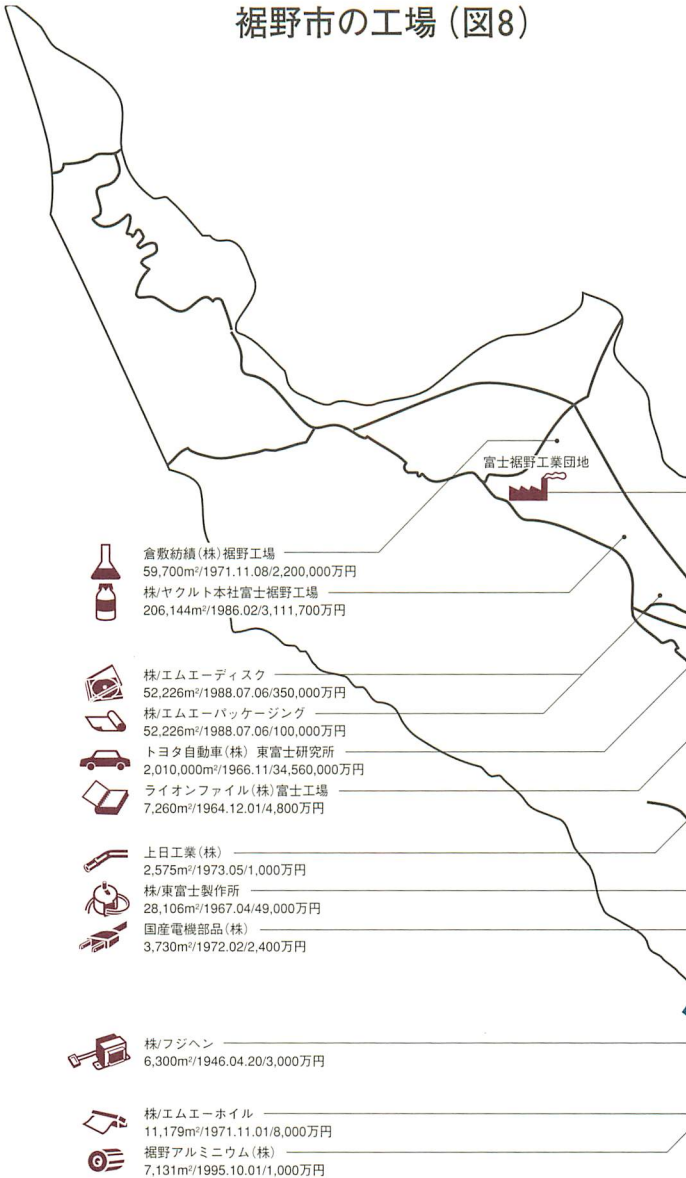 裾野市の工場(図8)
富士裾野工業団地
倉敷紡績(株)裾野工場
59,700m²/1971.11.08/2,200,000万円
株/ヤクルト本社富士裾野工場
206,144m²/1986.02/3,111,700万円
株/エムエーディスク
52,226m²/1988.07.06/350,000万円
株/エムエーパッケージング
52,226m²/1988.07.06/100,000万円
トヨタ自動車(株) 東富士研究所
2,010,000m²/1966.11/34,560,000万円
ライオンファイル(株)富士工場
7,260m²/1964.12.01/4,800万円
上日工業(株)
2,575m²/1973.05/1,000万円
株/東富士製作所
28,106m²/1967.04/49,000万円
国産電機部品(株)
3,730m²/1972.02/2,400万円
株/フジヘン
6,300m²/1946.04.20/3,000万円
株/エムエーホイル
11,179m²/1971.11.01/8,000万円
裾野アルミニウム(株)
7,131m²/1995.10.01/1,000万円